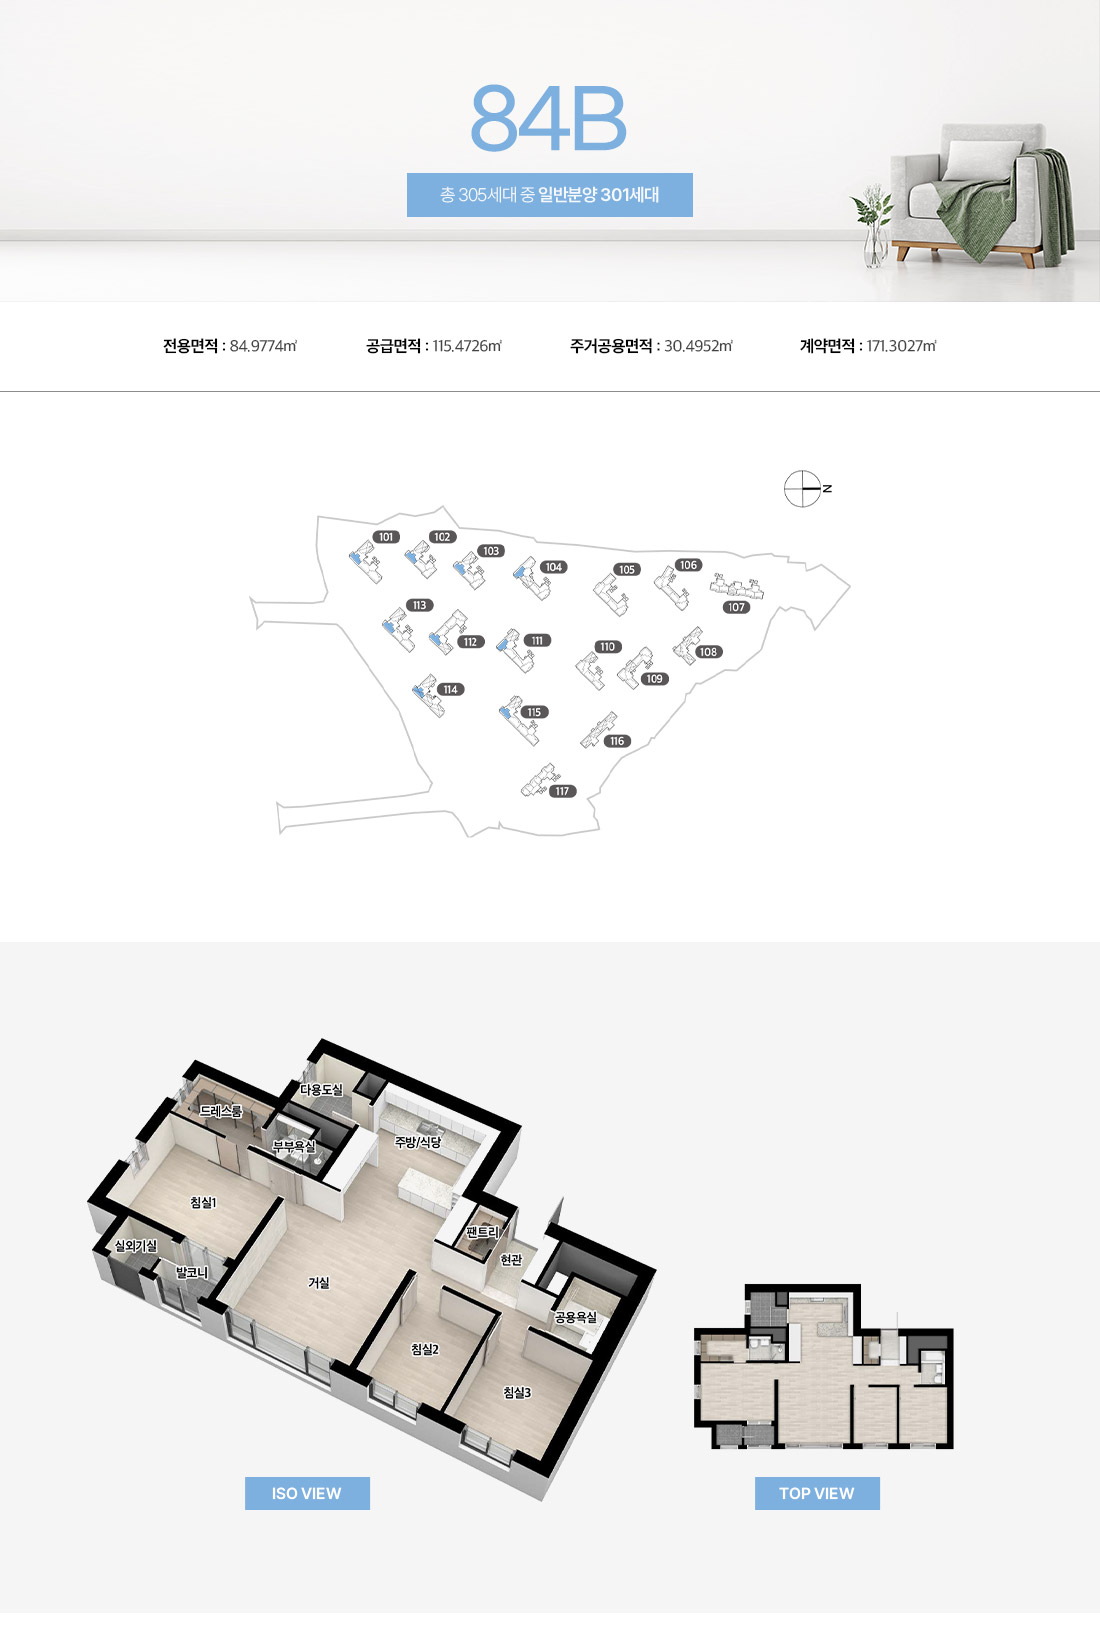 84B
총 305세대 중 일반분양 301세대
전용면적 : 84.9774㎡ 공급면적 : 115.4726㎡ 주거공용면적 : 30.4952㎡ 계약면적 : 171.3027㎡
N
101
102
103
104
105
106
107
113
112
111
110
109
108
114
115
116
117
다용도실
드레스룸
부부욕실
주방/식당
침실1
팬트리
실외기실
발코니
거실
현관
공용욕실
침실2
침실3
ISO VIEW
TOP VIEW